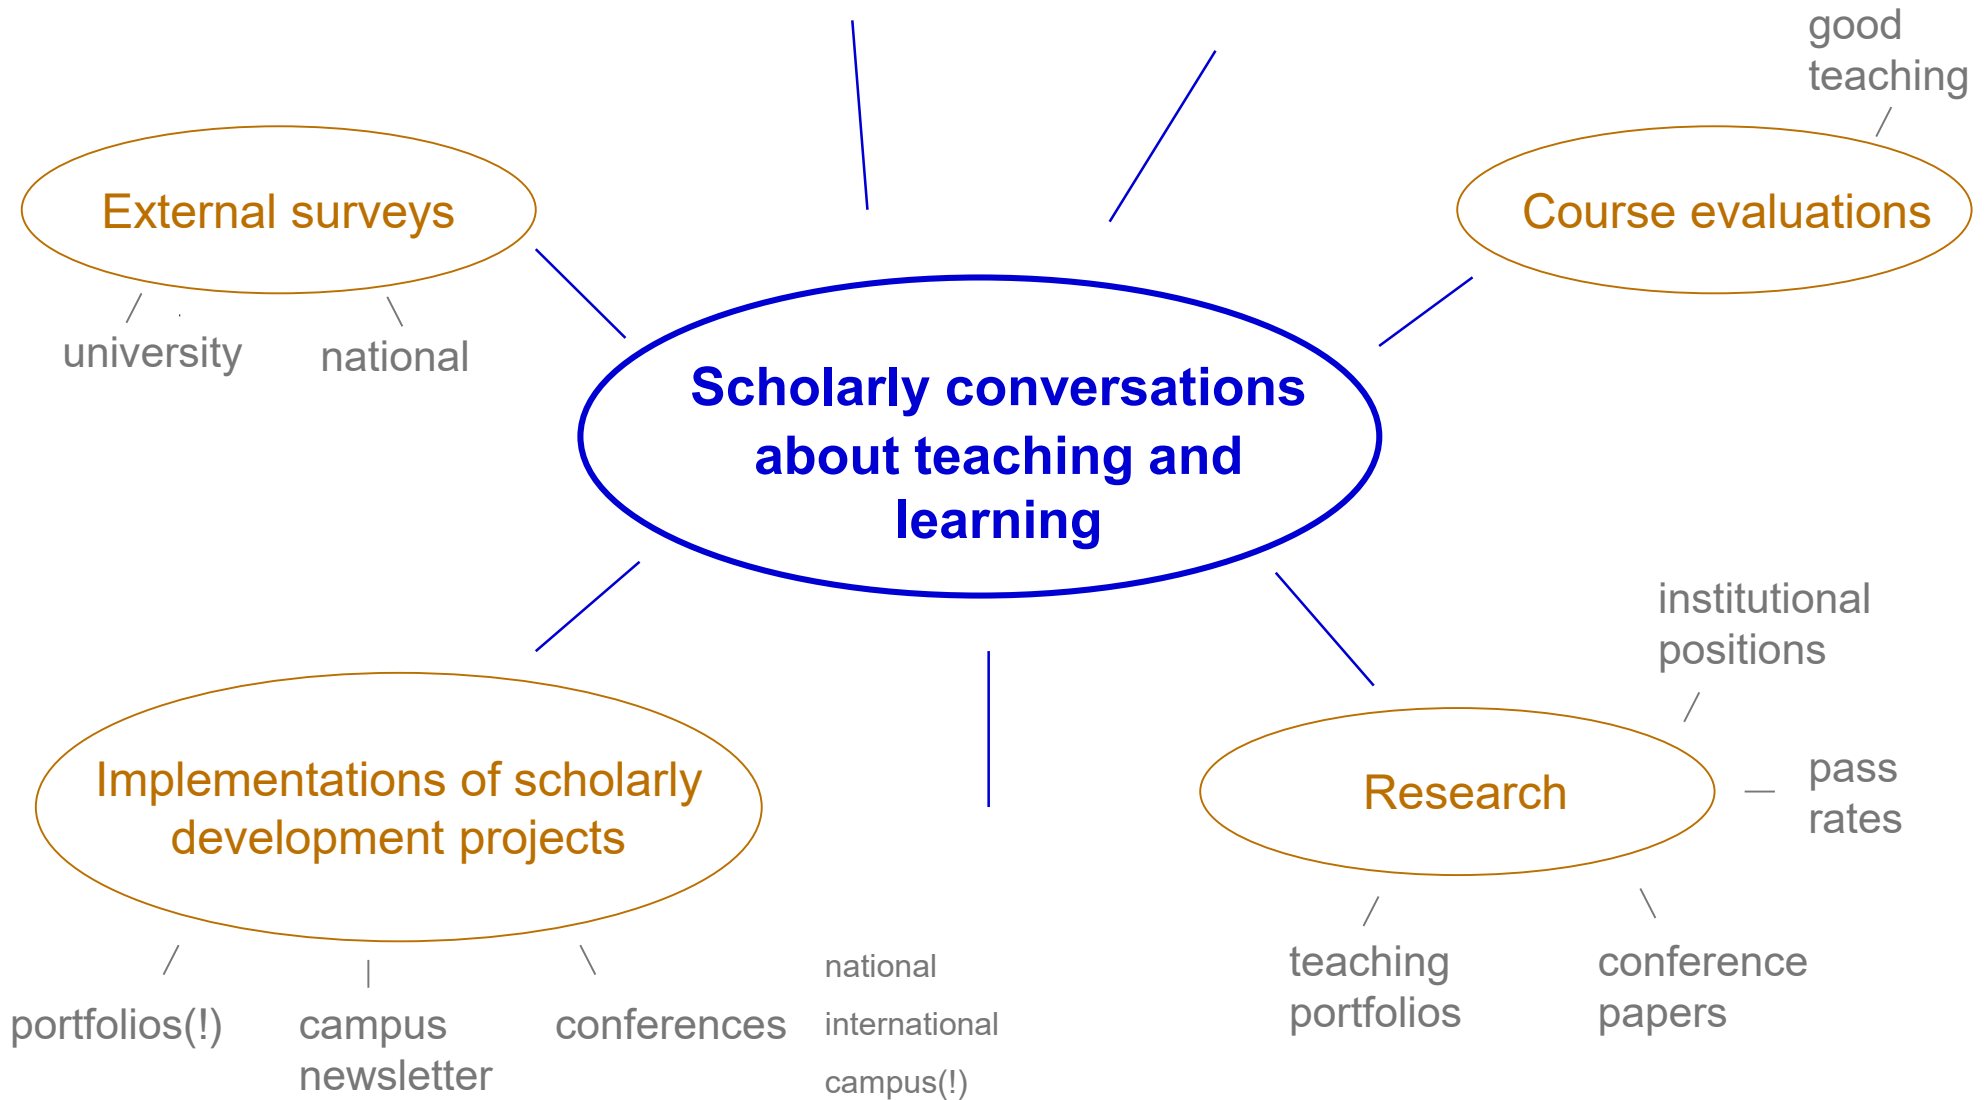 good
teaching
External surveys
Course evaluations
university
national
Scholarly conversations
about teaching and
learning
institutional
positions
Implementations of scholarly
development projects
Research
pass
rates
portfolios(!)
campus
newsletter
conferences
national
international
campus(!)
teaching
portfolios
conference
papers